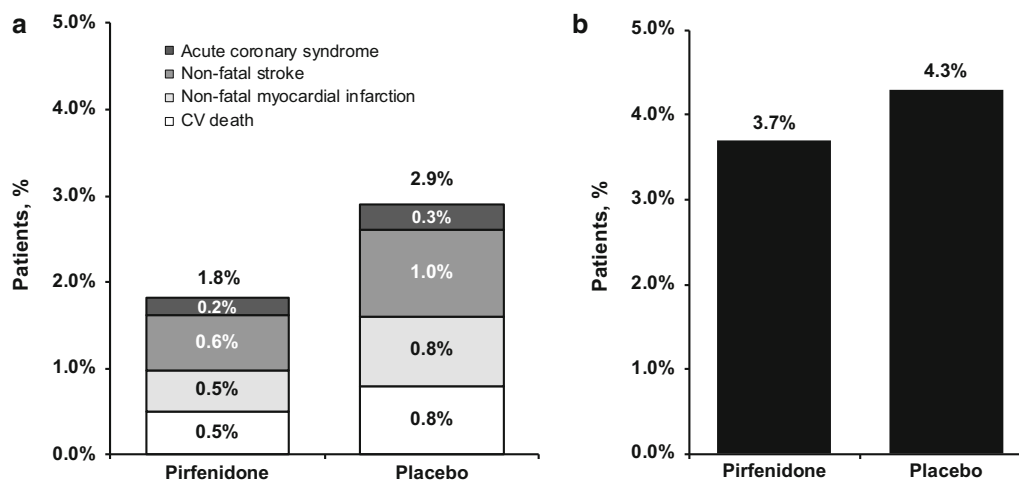 a
5.0%
4.0%
3.0%
2.0%
1.0%
0.0%
Patients, %
Acute coronary syndrome
Non-fatal stroke
Non-fatal myocardial infarction
CV death
1.8%
0.2%
0.6%
0.5%
0.5%
2.9%
0.3%
1.0%
0.8%
0.8%
Pirfenidone
Placebo
b
5.0%
4.0%
3.0%
2.0%
1.0%
0.0%
Patients, %
3.7%
4.3%
Pirfenidone
Placebo